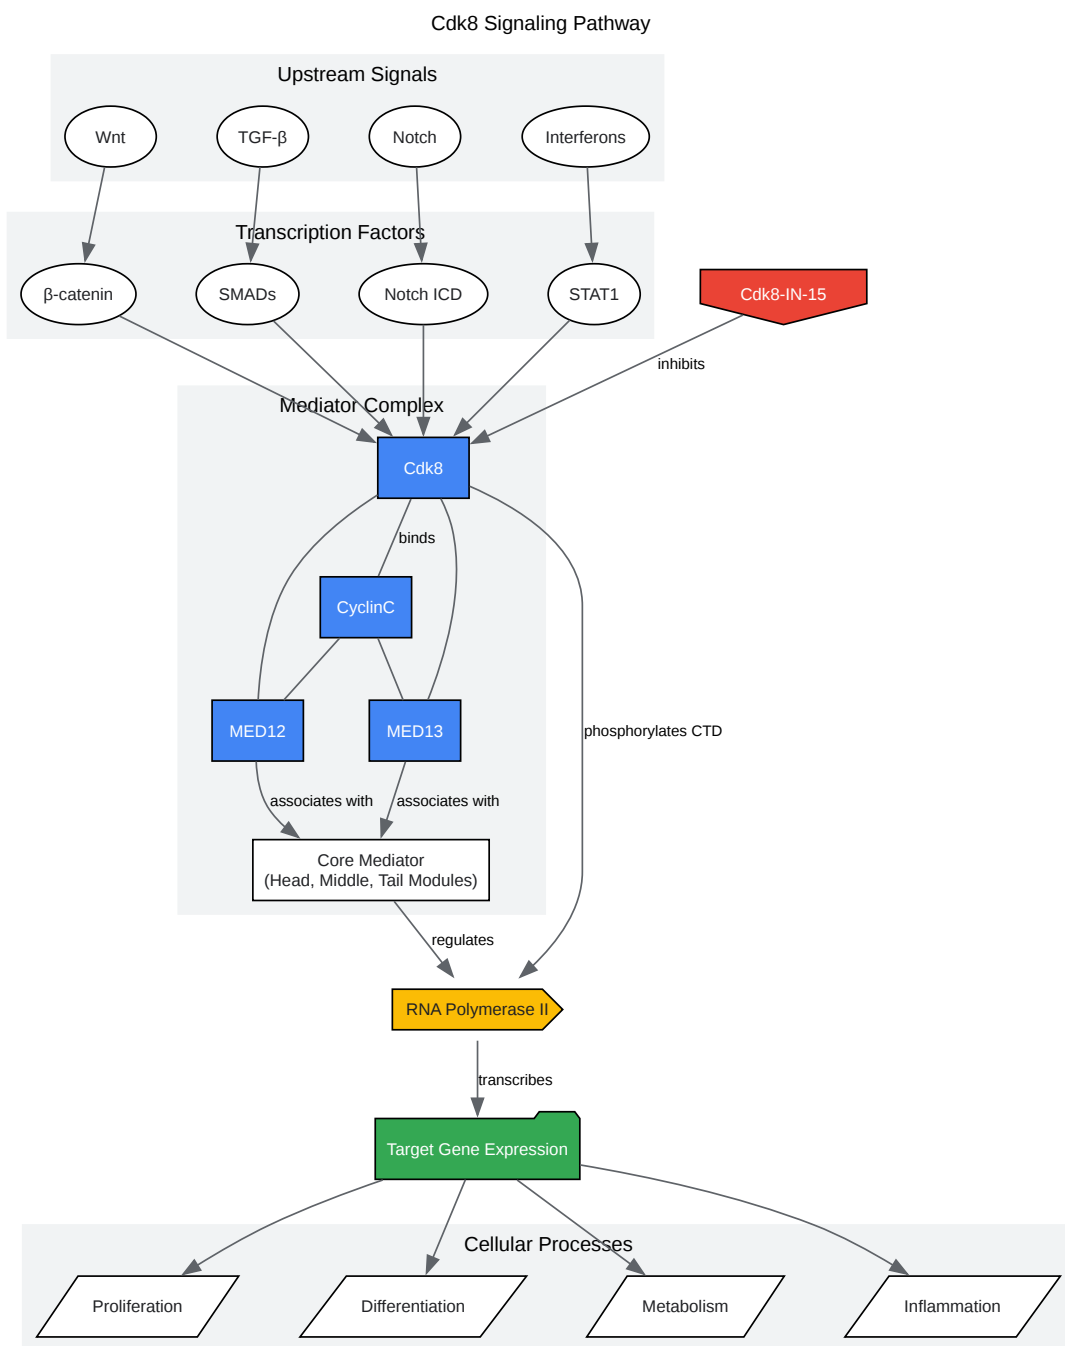 Cdk8 Signaling Pathway
Upstream Signals
Wnt
TGF-β
Notch
Interferons
Transcription Factors
β-catenin
SMADs
Notch ICD
STAT1
Cdk8-IN-15
inhibits
Mediator Complex
Cdk8
binds
CyclinC
MED12
MED13
phosphorylates CTD
associates with
associates with
Core Mediator
(Head, Middle, Tail Modules)
regulates
RNA Polymerase II
transcribes
Target Gene Expression
Cellular Processes
Proliferation
Differentiation
Metabolism
Inflammation